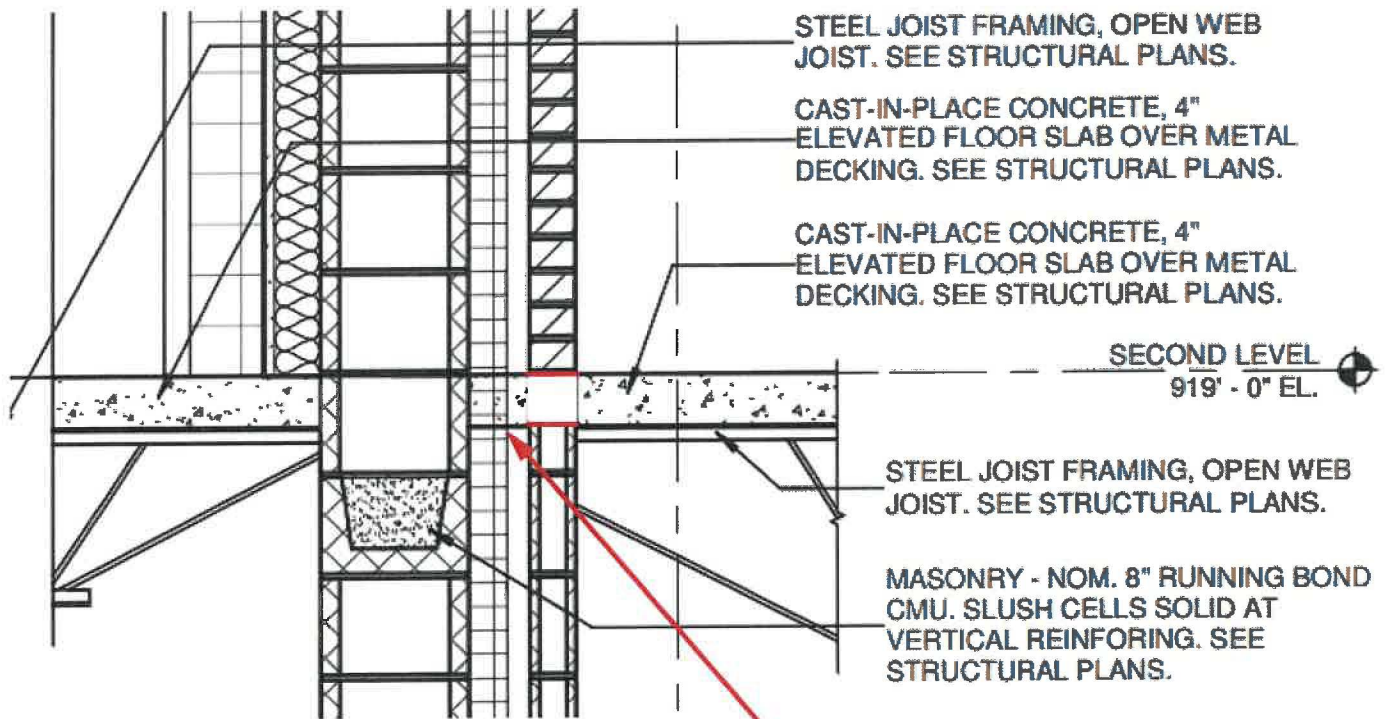 STEEL JOIST FRAMING, OPEN WEB
JOIST. SEE STRUCTURAL PLANS.
CAST-IN-PLACE CONCRETE, 4"
ELEVATED FLOOR SLAB OVER METAL
DECKING. SEE STRUCTURAL PLANS.
CAST-IN-PLACE CONCRETE, 4"
ELEVATED FLOOR SLAB OVER METAL
DECKING. SEE STRUCTURAL PLANS.
SECOND LEVEL
919' - 0" EL.
STEEL JOIST FRAMING, OPEN WEB
JOIST. SEE STRUCTURAL PLANS.
MASONRY - NOM. 8" RUNNING BOND
CMU. SLUSH CELLS SOLID AT
VERTICAL REINFORING. SEE
STRUCTURAL PLANS.